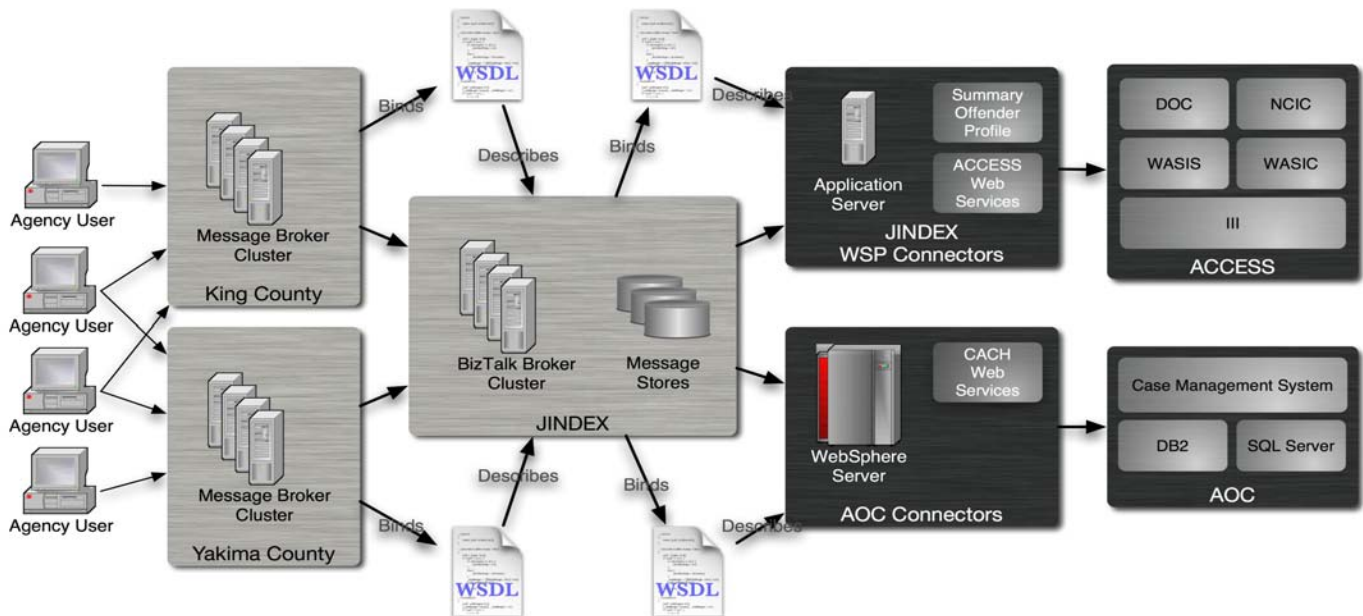 Agency User
Agency User
Agency User
Agency User
Message Broker
Cluster
King County
Message Broker
Cluster
Yakima County
Binds
WSDL
Describes
Binds
WSDL
Describes
BizTalk Broker
Cluster
Message
Stores
JINDEX
Binds
WSDL
Describes
Binds
WSDL
Describes
Application
Server
Summary
Offender
Profile
ACCESS
Web
Services
JINDEX
WSP Connectors
WebSphere
Server
CACH
Web
Services
AOC Connectors
DOC
NCIC
WASIS
WASIC
III
ACCESS
Case Management System
DB2
SQL Server
AOC